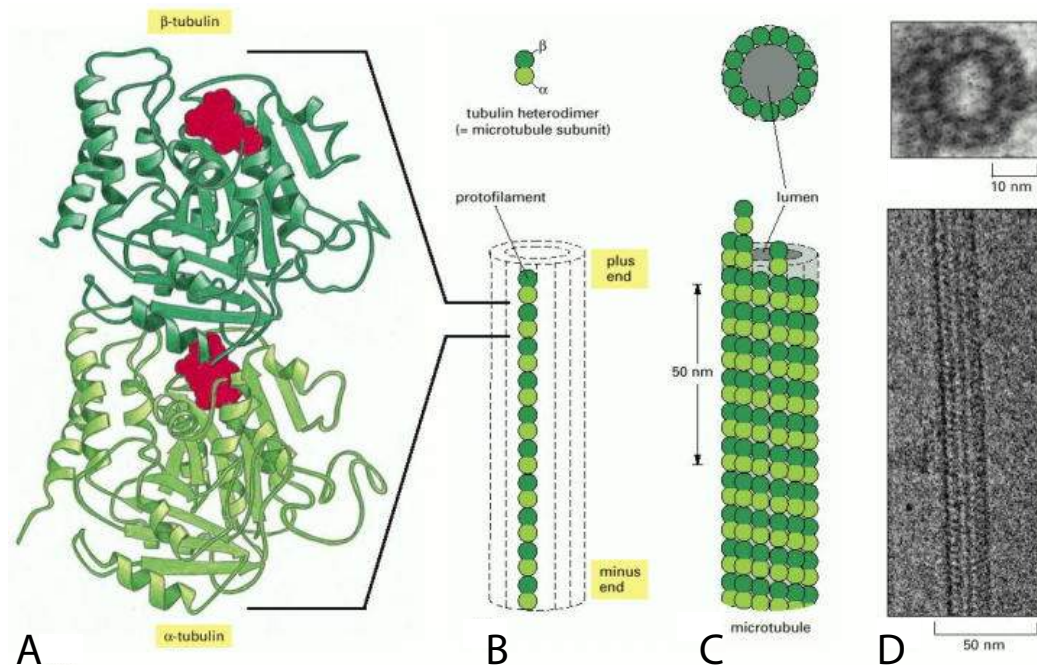 β-tubulin
α-tubulin
A
β
α
tubulin heterodimer
(= microtubule subunit)
protofilament
plus
end
minus
end
B
lumen
50 nm
microtubule
C
10 nm
50 nm
D